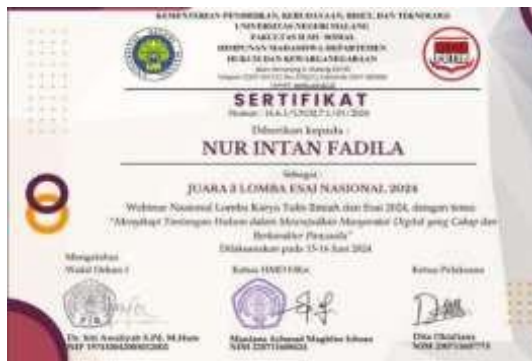 KEMENTERIAN PENDIDIKAN, KEBUDAYAAN, RISET, DAN TEKNOLOGI
UNIVERSITAS NEGERI MALANG
FAKULTAS ILMU SOSIAL
HIMPUNAN MAHASISWA DEPARTEMEN
HUKUM DAN KEWARGANEGARAAN
SERTIFIKAT
Diberikan kepada :
NUR INTAN FADILA
Sebagai :
JUARA 3 LOMBA ESAI NASIONAL 2024
Webinar Nasional Lomba Karya Tulis Ilmiah dan Esai 2024, dengan tema:
"Menyikapi Tantangan Hukum dalam Mewujudkan Masyarakat Digital yang Cakap dan
Berkarakter Pancasila"
Dilaksanakan pada 15-16 Juni 2024
Mengetahui
Wakil Dekan I
Ketua HMD HKn
Ketua Pelaksana